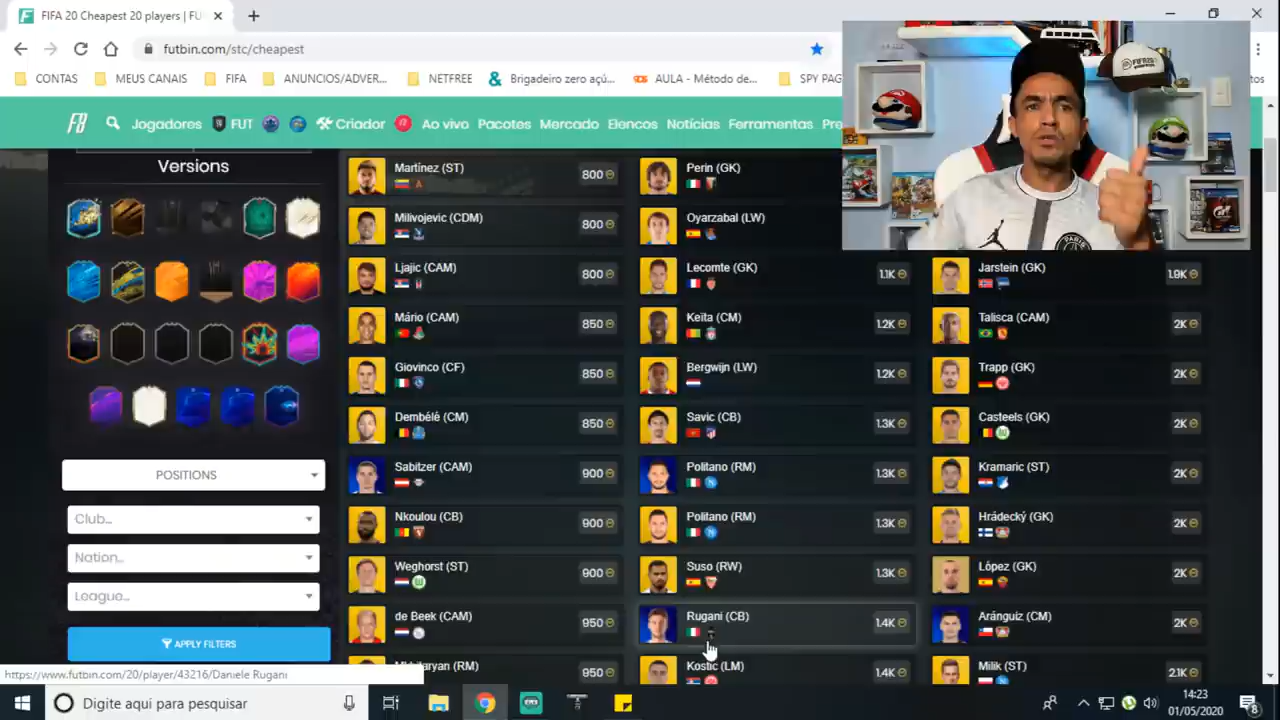 FIFA 20 Cheapest 20 players | FU
futbin.com/stc/cheapest
CONTAS
MEUS CANAIS
FIFA
ANUNCIOS/ADVER...
FREE
Brigadeiro zero açú...
AULA - Método de...
SPY PAG
Jogadores
FUT
Ao vivo
Pacotes
Mercado
Elencos
Notícias
Ferramentas
Versions
Martínez (ST) 800
Milivojevic (CDM) 800
Ljajic (CAM) 800
Mário (CAM) 850
Giovinco (CF) 850
Dembélé (CM) 850
Sabitzer (CAM) 900
Nkoulou (CB) 900
Weghorst (ST) 900
de Beek (CAM) 950
950
Perin (GK)
Oyarzabal (LW)
Lecomte (GK) 1.1K
Keïta (CM) 1.2K
Bergwijn (LW) 1.2K
Savic (CB) 1.3K
Politano (RM) 1.3K
Politano (RM) 1.3K
Suso (RW) 1.3K
Rugani (CB) 1.4K
Kostic (LM) 1.4K
Jarstein (GK) 1.9K
Talisca (CAM) 2K
Trapp (GK) 2K
Casteels (GK) 2K
Kramaric (ST) 2K
Hrádecký (GK) 2K
López (GK) 2K
Aránguiz (CM) 2K
Milik (ST) 2.1K
POSITIONS
Club...
Nation...
League...
APPLY FILTERS
https://www.futbin.com/20/player/43216/Daniele Rugani
Digite aqui para pesquisar
14:23
01/05/2020